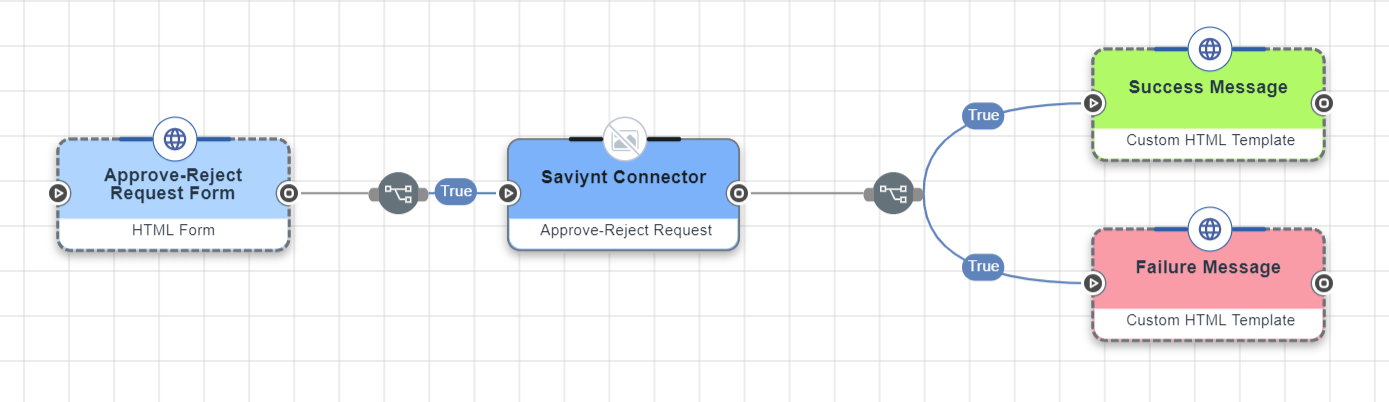 Approve-Reject
Request Form
HTML Form
True
Saviynt Connector
Approve-Reject Request
True
Success Message
Custom HTML Template
True
Failure Message
Custom HTML Template